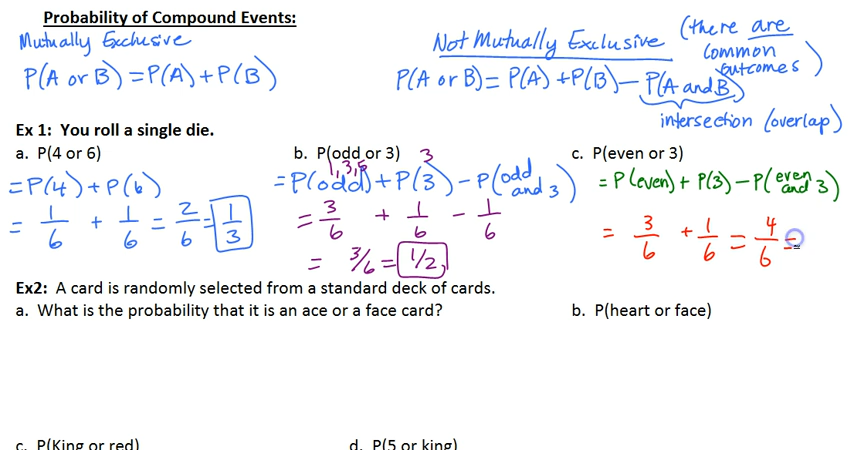 Probability of Compound Events:
Mutually Exclusive
P(A or B) = P(A) + P(B)
Not Mutually Exclusive (there are common outcomes)
P(A or B) = P(A) + P(B) - P(A and B)
intersection (overlap)
Ex 1: You roll a single die.
a. P(4 or 6)
= P(4) + P(6)
= 1/6 + 1/6 = 2/6 = 1/3
b. P(odd or 3)
1, 3, 5 3
= P(odd) + P(3) - P(odd and 3)
= 3/6 + 1/6 - 1/6
= 3/6 = 1/2
c. P(even or 3)
= P(even) + P(3) - P(even and 3)
= 3/6 + 1/6 = 4/6 =
Ex2: A card is randomly selected from a standard deck of cards.
a. What is the probability that it is an ace or a face card?
b. P(heart or face)
c. P(King or red)
d. P(5 or king)